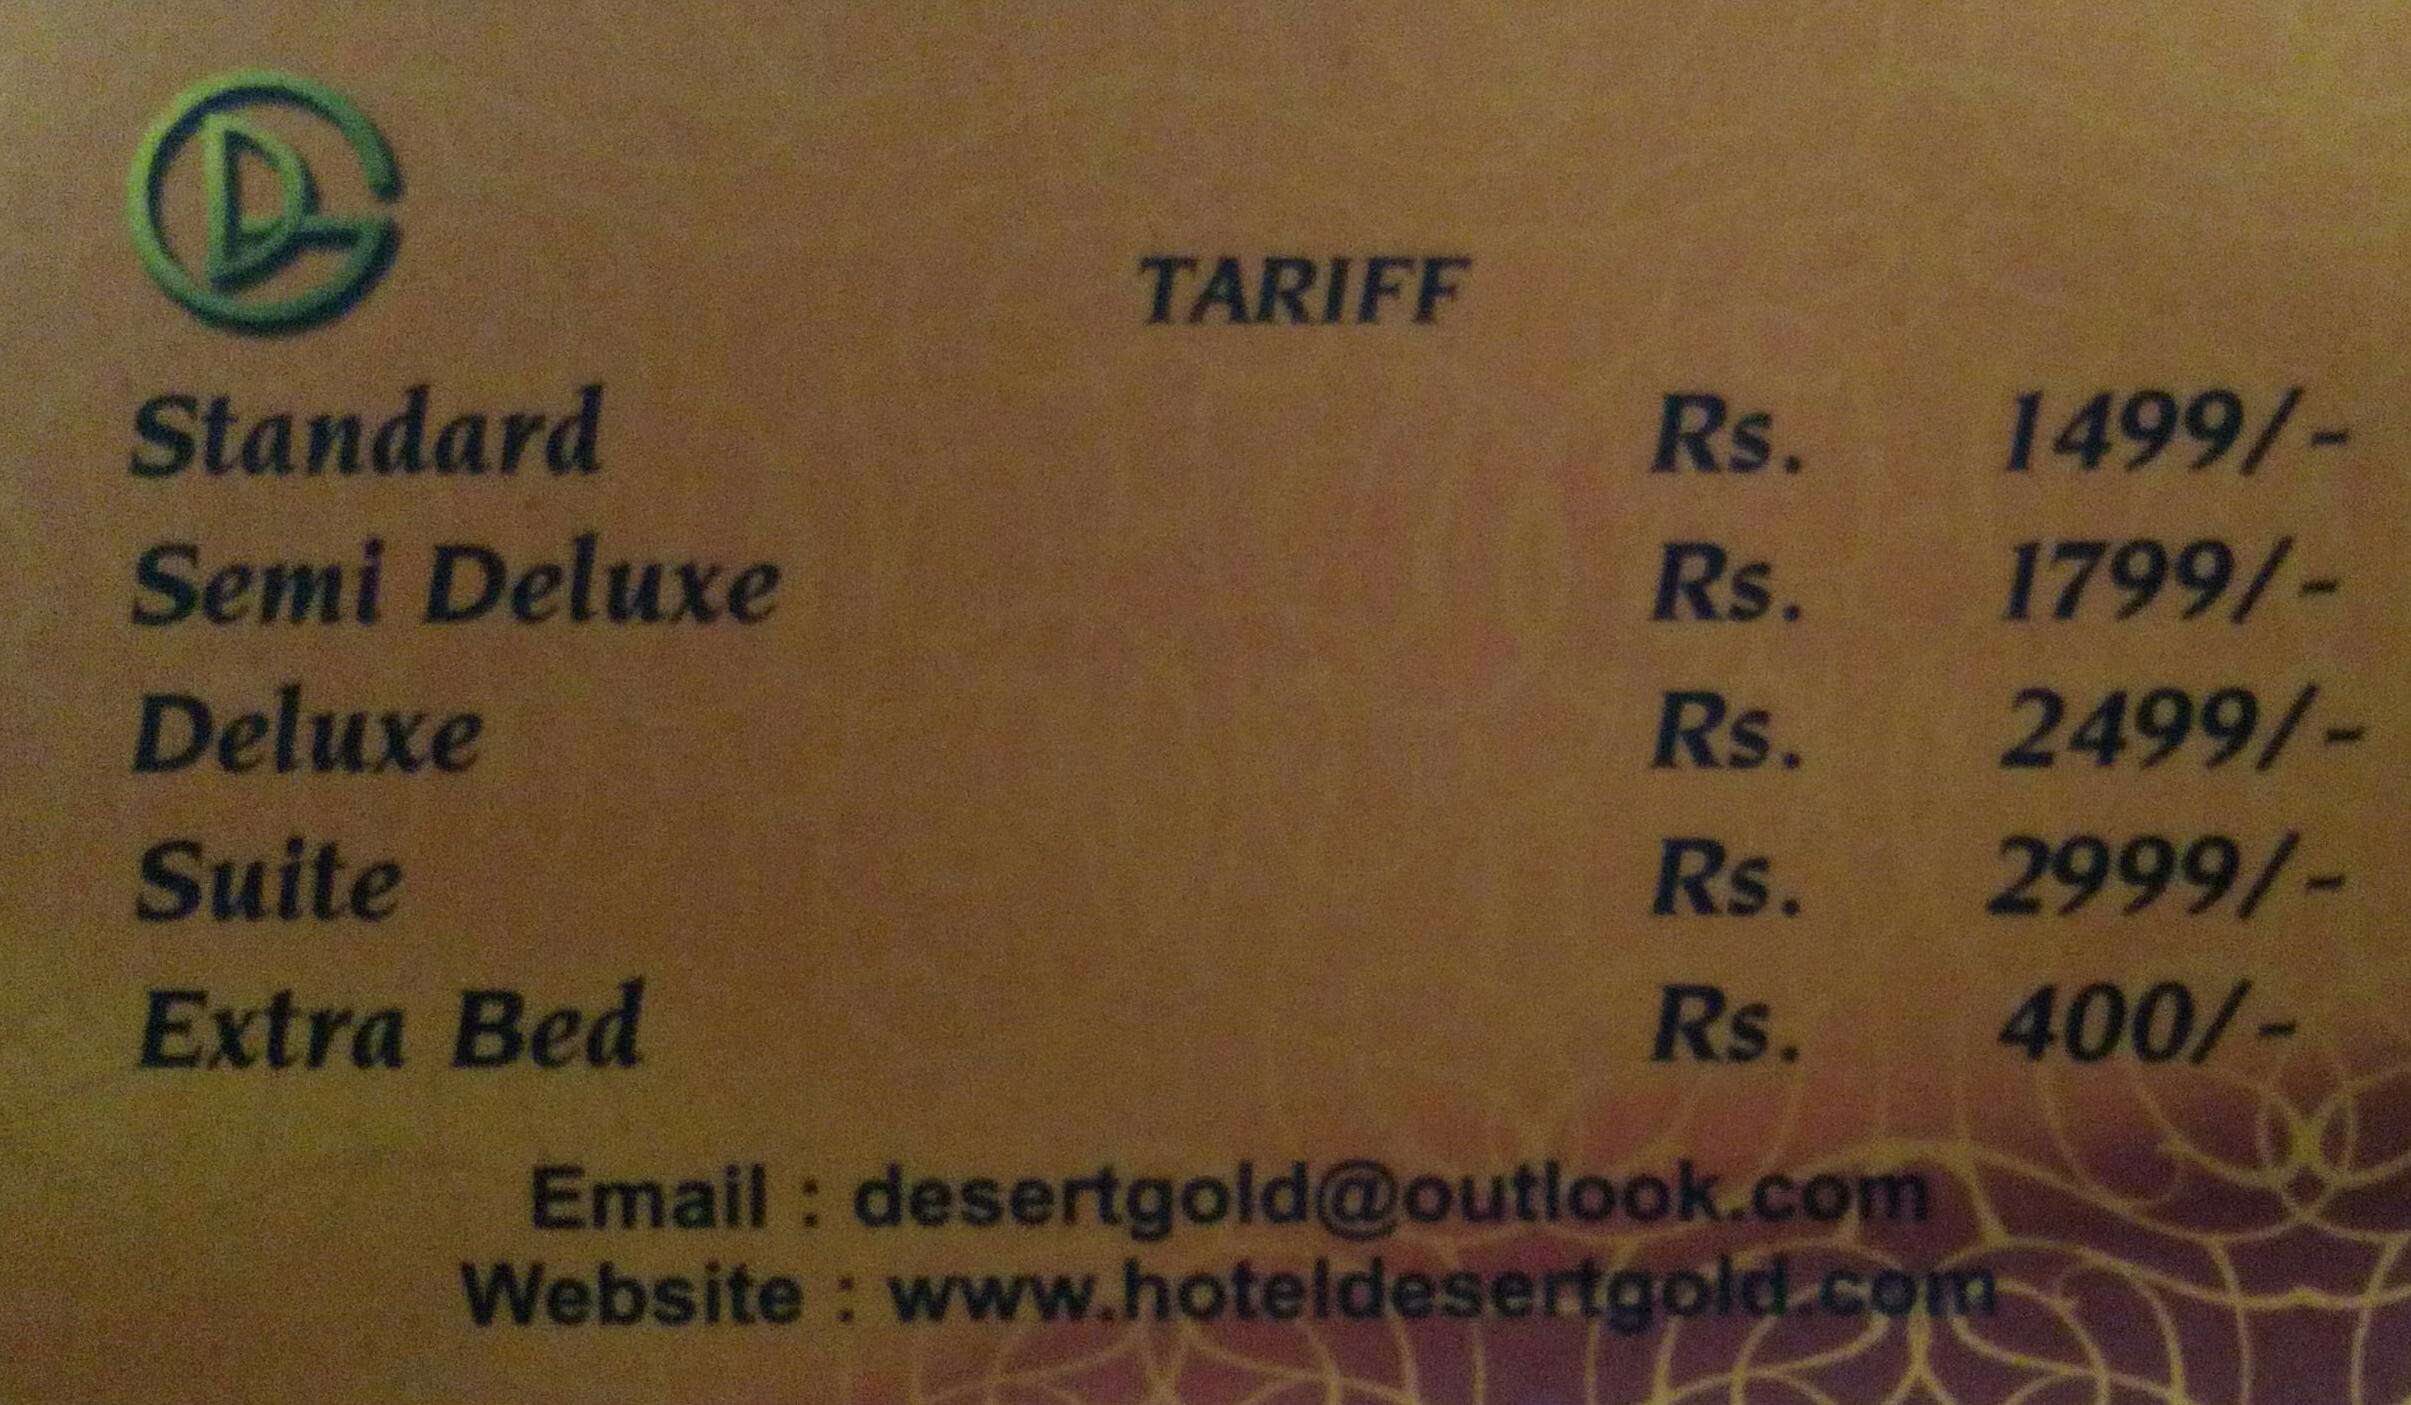 DG
TARIFF
Standard Rs. 1499/-
Semi Deluxe Rs. 1799/-
Deluxe Rs. 2499/-
Suite Rs. 2999/-
Extra Bed Rs. 400/-
Email : desertgold@outlook.com
Website : www.hoteldesertgold.com